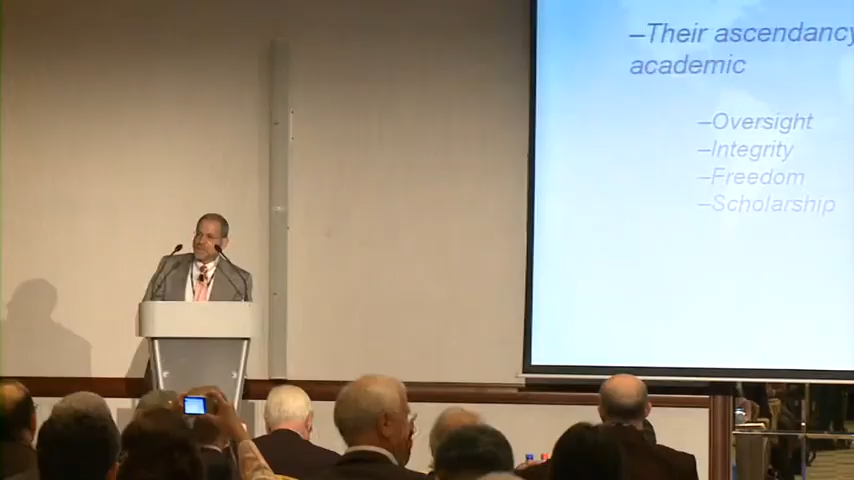 –Their ascendancy
academic
–Oversight
–Integrity
–Freedom
–Scholarship